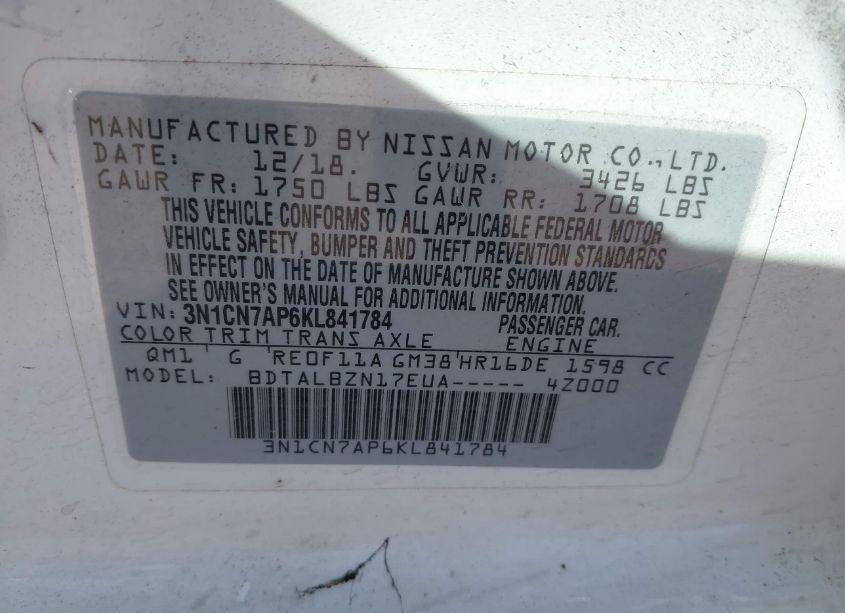 MANUFACTURED BY NISSAN MOTOR CO.,LTD.
DATE: 12/18. GVWR: 3426 LBS
GAWR FR: 1750 LBS GAWR RR: 1708 LBS
THIS VEHICLE CONFORMS TO ALL APPLICABLE FEDERAL MOTOR
VEHICLE SAFETY, BUMPER AND THEFT PREVENTION STANDARDS
IN EFFECT ON THE DATE OF MANUFACTURE SHOWN ABOVE.
SEE OWNER'S MANUAL FOR ADDITIONAL INFORMATION.
VIN: 3N1CN7AP6KL841784 PASSENGER CAR.
COLOR TRIM TRANS AXLE ENGINE
QM1 ' G 'RE0F11A GM38'HR16DE 1598 CC
MODEL: BDTALBZN17EUA----- 4Z000
3N1CN7AP6KL841784